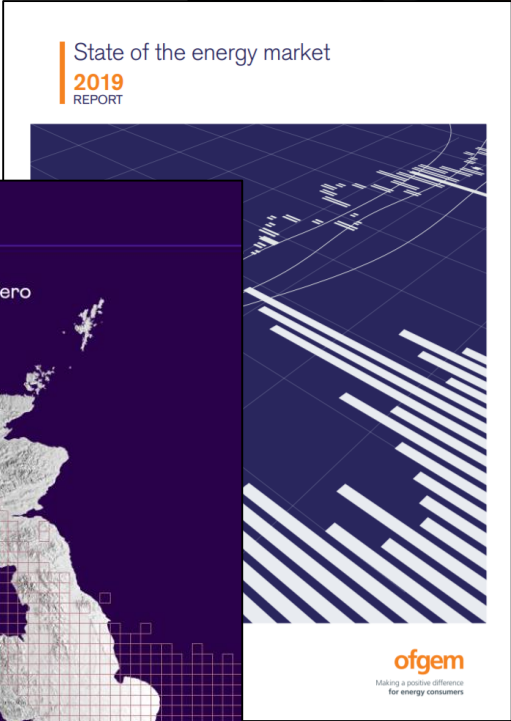 State of the energy market
2019
REPORT
ero
ofgem
Making a positive difference
for energy consumers